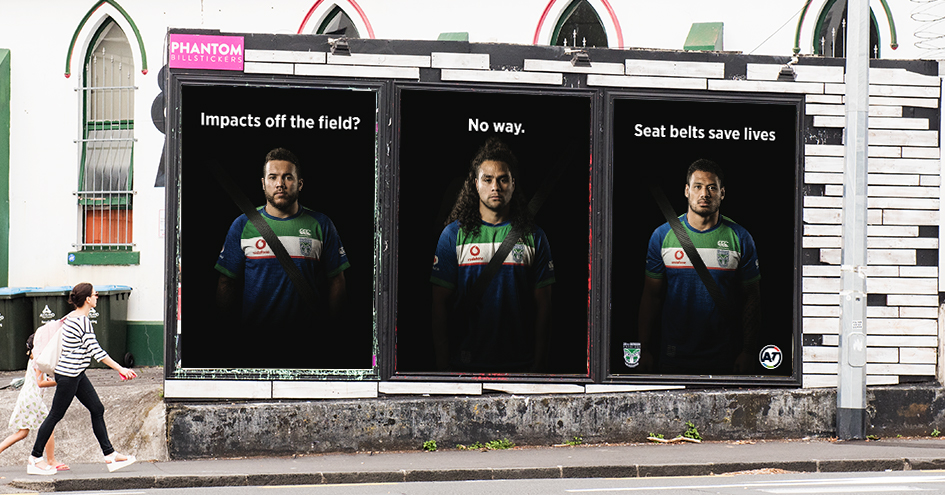 PHANTOM
BILLSTICKERS
Impacts off the field?
No way.
Seat belts save lives
vodafone
vodafone
vodafone
AT